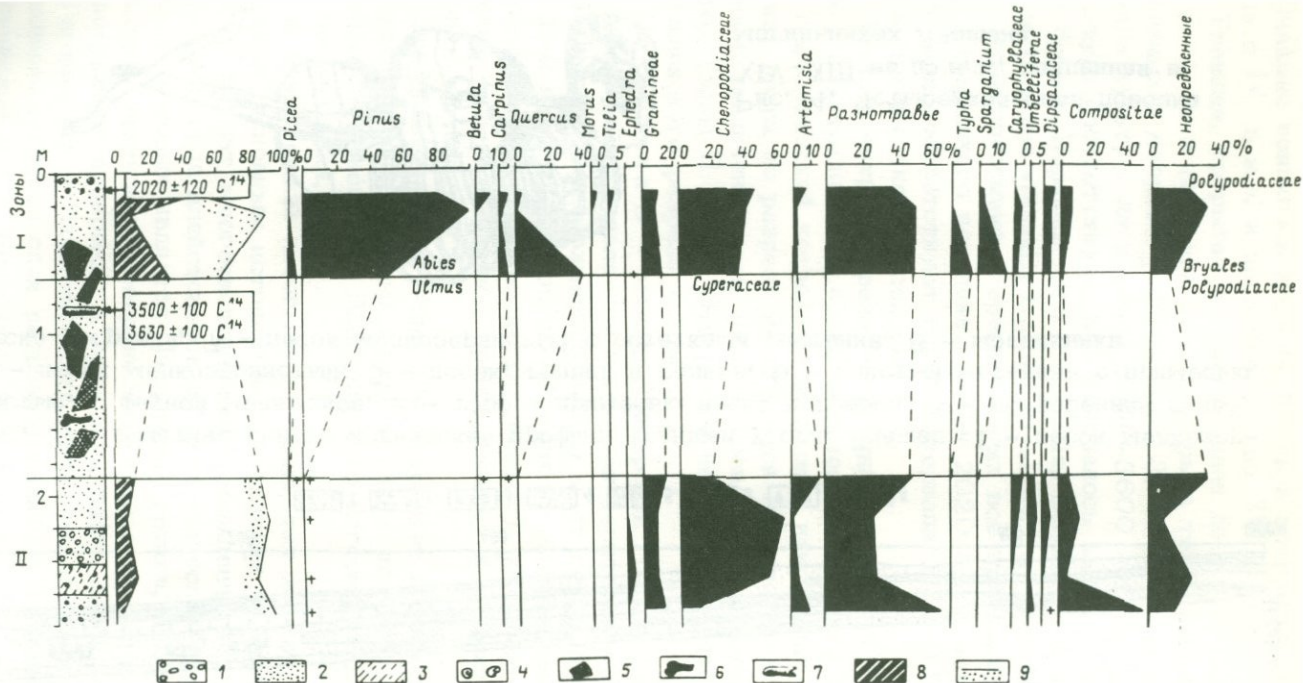 Picea
Pinus
Betula
Carpinus
Quercus
Morus
Tilia
Ephedra
Gramineae
Chenopodiaceae
Artemisia
Разнотравье
Typha
Sparganium
Caryophyllaceae
Umbelliferae
Dipsacaceae
Compositae
Неопределенные
Зоны
М
0 20 40 60 80 100%
20 40 60 80
0
0
0 20 40
0
0 5
0
0 20
20 40 60
0 10
20 40 60 %
0
0 10
0
0
5
0 20 40
0 20 40%
0
2020±120 C14
I
Polypodiaceae
Abies
Ulmus
Cyperaceae
Bryales
Polypodiaceae
3500±100 C14
3630±100 C14
1
2
II
1 2 3 4 5 6 7 8 9